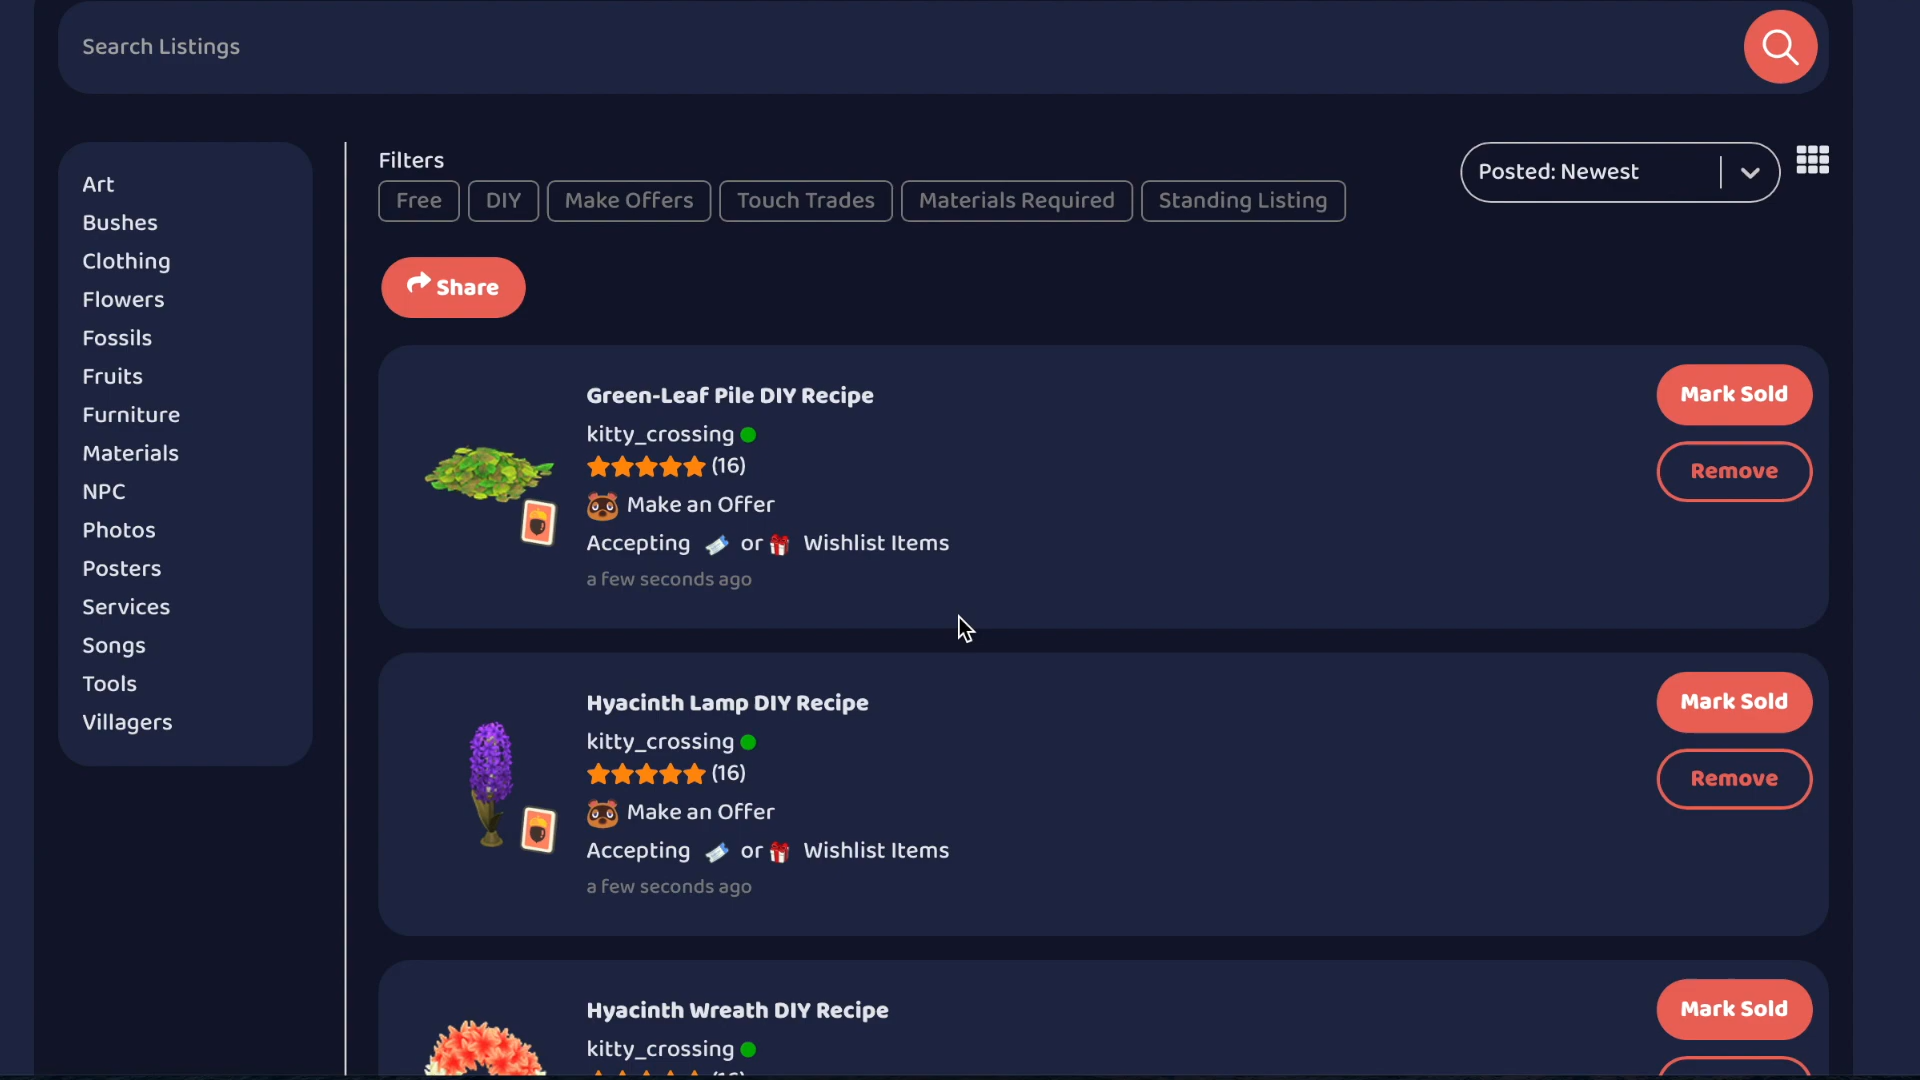 Search Listings
Art
Bushes
Clothing
Flowers
Fossils
Fruits
Furniture
Materials
NPC
Photos
Posters
Services
Songs
Tools
Villagers
Filters
Free DIY Make Offers Touch Trades Materials Required Standing Listing
Posted: Newest
Share
Green-Leaf Pile DIY Recipe
kitty_crossing
(16)
Make an Offer
Accepting or Wishlist Items
a few seconds ago
Mark Sold
Remove
Hyacinth Lamp DIY Recipe
kitty_crossing
(16)
Make an Offer
Accepting or Wishlist Items
a few seconds ago
Mark Sold
Remove
Hyacinth Wreath DIY Recipe
kitty_crossing
Mark Sold